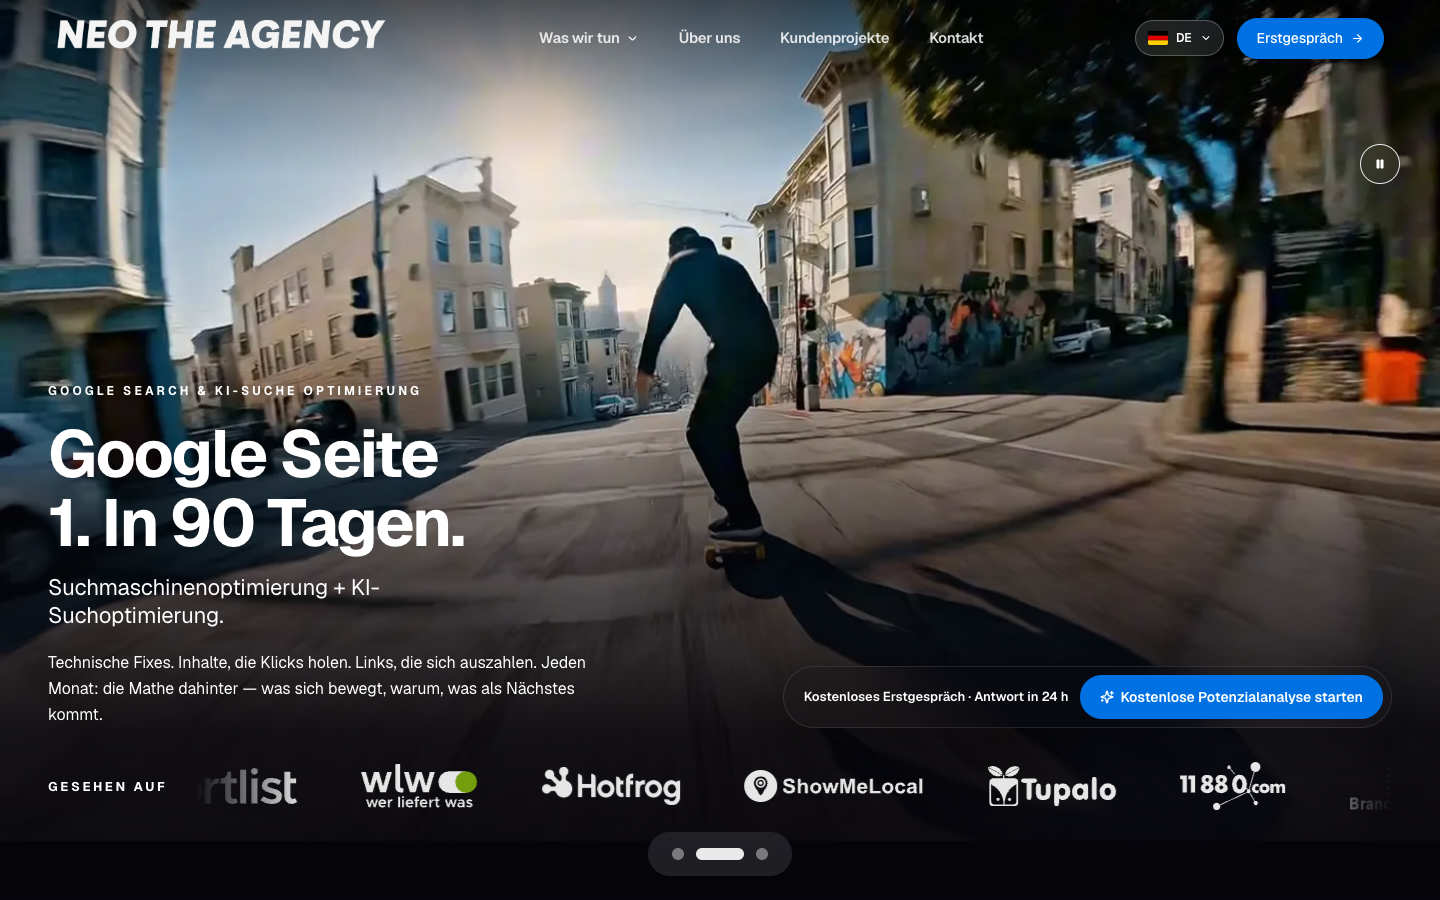 NEO THE AGENCY
Was wir tun
Über uns
Kundenprojekte
Kontakt
DE
Erstgespräch
GOOGLE SEARCH & KI-SUCHE OPTIMIERUNG
Google Seite
1. In 90 Tagen.
Suchmaschinenoptimierung + KI-
Suchoptimierung.
Technische Fixes. Inhalte, die Klicks holen. Links, die sich auszahlen. Jeden
Monat: die Mathe dahinter — was sich bewegt, warum, was als Nächstes
kommt.
Kostenloses Erstgespräch · Antwort in 24 h
Kostenlose Potenzialanalyse starten
GESEHEN AUF
rtlist
wlw
wer liefert was
Hotfrog
ShowMeLocal
Tupalo
11880.com